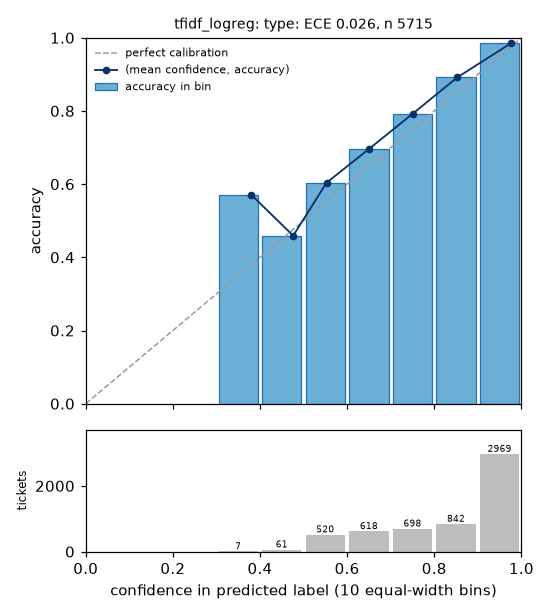 tfidf_logreg: type: ECE 0.026, n 5715
perfect calibration
(mean confidence, accuracy)
accuracy in bin
accuracy
1.0
0.8
0.6
0.4
0.2
0.0
tickets
2000
0
7
61
520
618
698
842
2969
0.0 0.2 0.4 0.6 0.8 1.0
confidence in predicted label (10 equal-width bins)